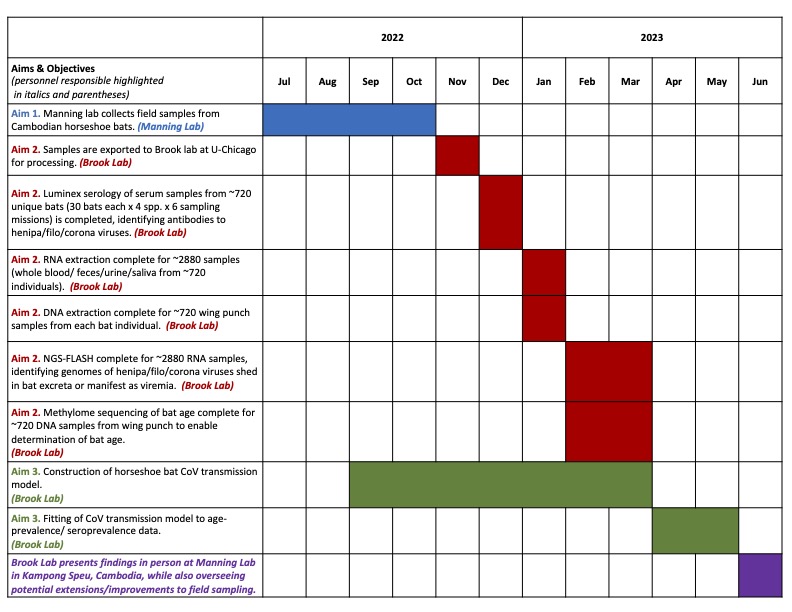 2022
2023
Aims & Objectives
(personnel responsible highlighted
in italics and parentheses)
Jul
Aug
Sep
Oct
Nov
Dec
Jan
Feb
Mar
Apr
May
Jun
Aim 1. Manning lab collects field samples from
Cambodian horseshoe bats. (Manning Lab)
Aim 2. Samples are exported to Brook lab at U-Chicago
for processing. (Brook Lab)
Aim 2. Luminex serology of serum samples from ~720
unique bats (30 bats each x 4 spp. x 6 sampling
missions) is completed, identifying antibodies to
henipa/filo/corona viruses. (Brook Lab)
Aim 2. RNA extraction complete for ~2880 samples
(whole blood/ feces/urine/saliva from ~720
individuals). (Brook Lab)
Aim 2. DNA extraction complete for ~720 wing punch
samples from each bat individual. (Brook Lab)
Aim 2. NGS-FLASH complete for ~2880 RNA samples,
identifying genomes of henipa/filo/corona viruses shed
in bat excreta or manifest as viremia. (Brook Lab)
Aim 2. Methylome sequencing of bat age complete for
~720 DNA samples from wing punch to enable
determination of bat age.
(Brook Lab)
Aim 3. Construction of horseshoe bat CoV transmission
model.
(Brook Lab)
Aim 3. Fitting of CoV transmission model to age-
prevalence/ seroprevalence data.
(Brook Lab)
Brook Lab presents findings in person at Manning Lab
in Kampong Speu, Cambodia, while also overseeing
potential extensions/improvements to field sampling.